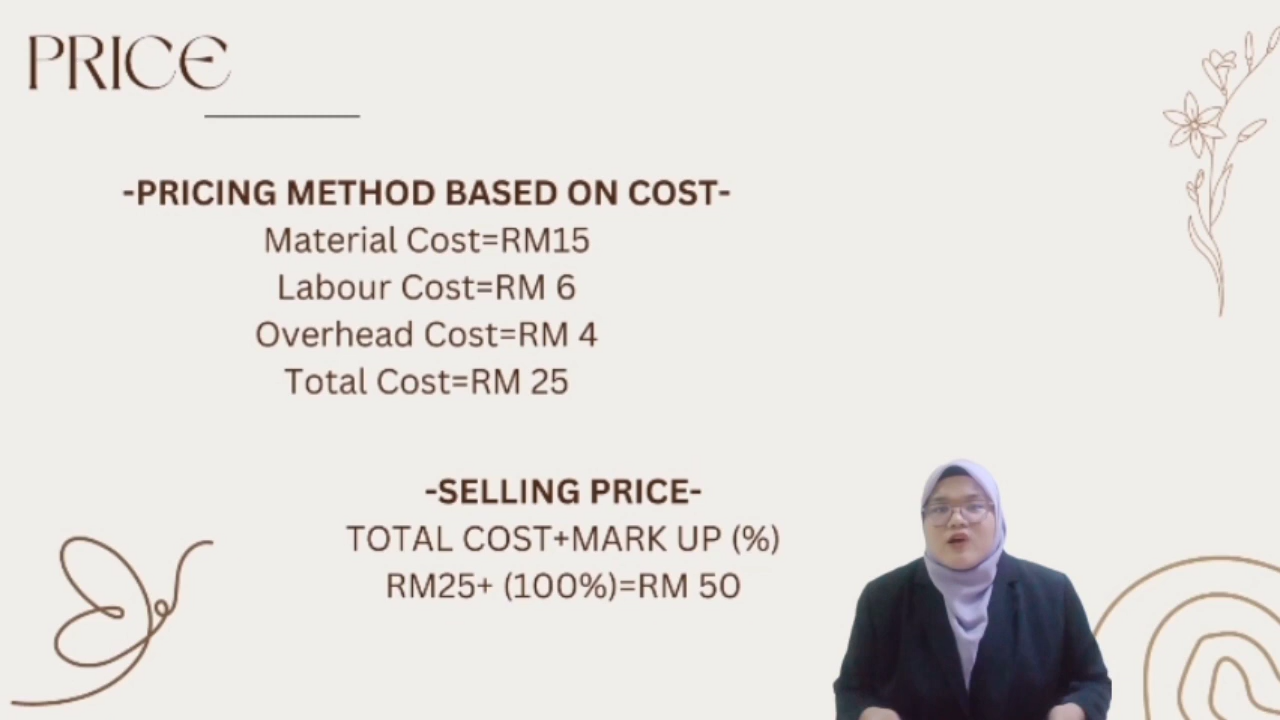 PRICE
-PRICING METHOD BASED ON COST-
Material Cost=RM15
Labour Cost=RM 6
Overhead Cost=RM 4
Total Cost=RM 25
-SELLING PRICE-
TOTAL COST+MARK UP (%)
RM25+ (100%)=RM 50